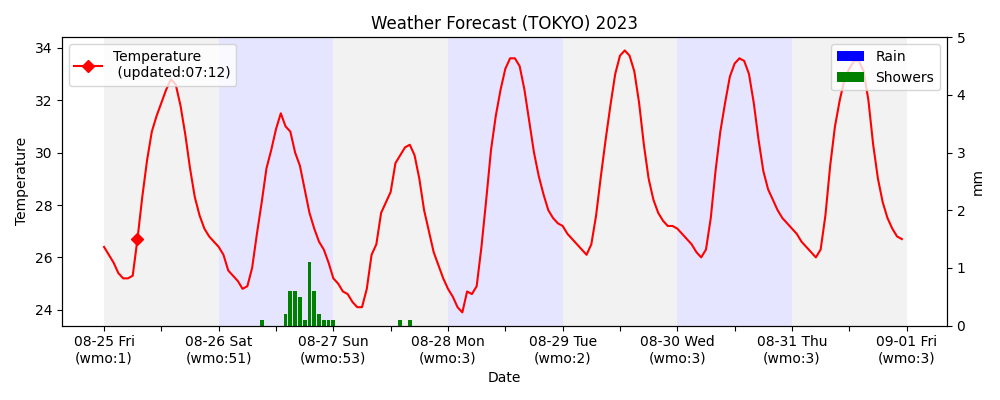 Weather Forecast (TOKYO) 2023
Temperature
(updated:07:12)
Rain
Showers
34
32
30
28
26
24
Temperature
5
4
3
2
1
0
mm
08-25 Fri
(wmo:1)
08-26 Sat
(wmo:51)
08-27 Sun
(wmo:53)
08-28 Mon
(wmo:3)
08-29 Tue
(wmo:2)
08-30 Wed
(wmo:3)
08-31 Thu
(wmo:3)
09-01 Fri
(wmo:3)
Date